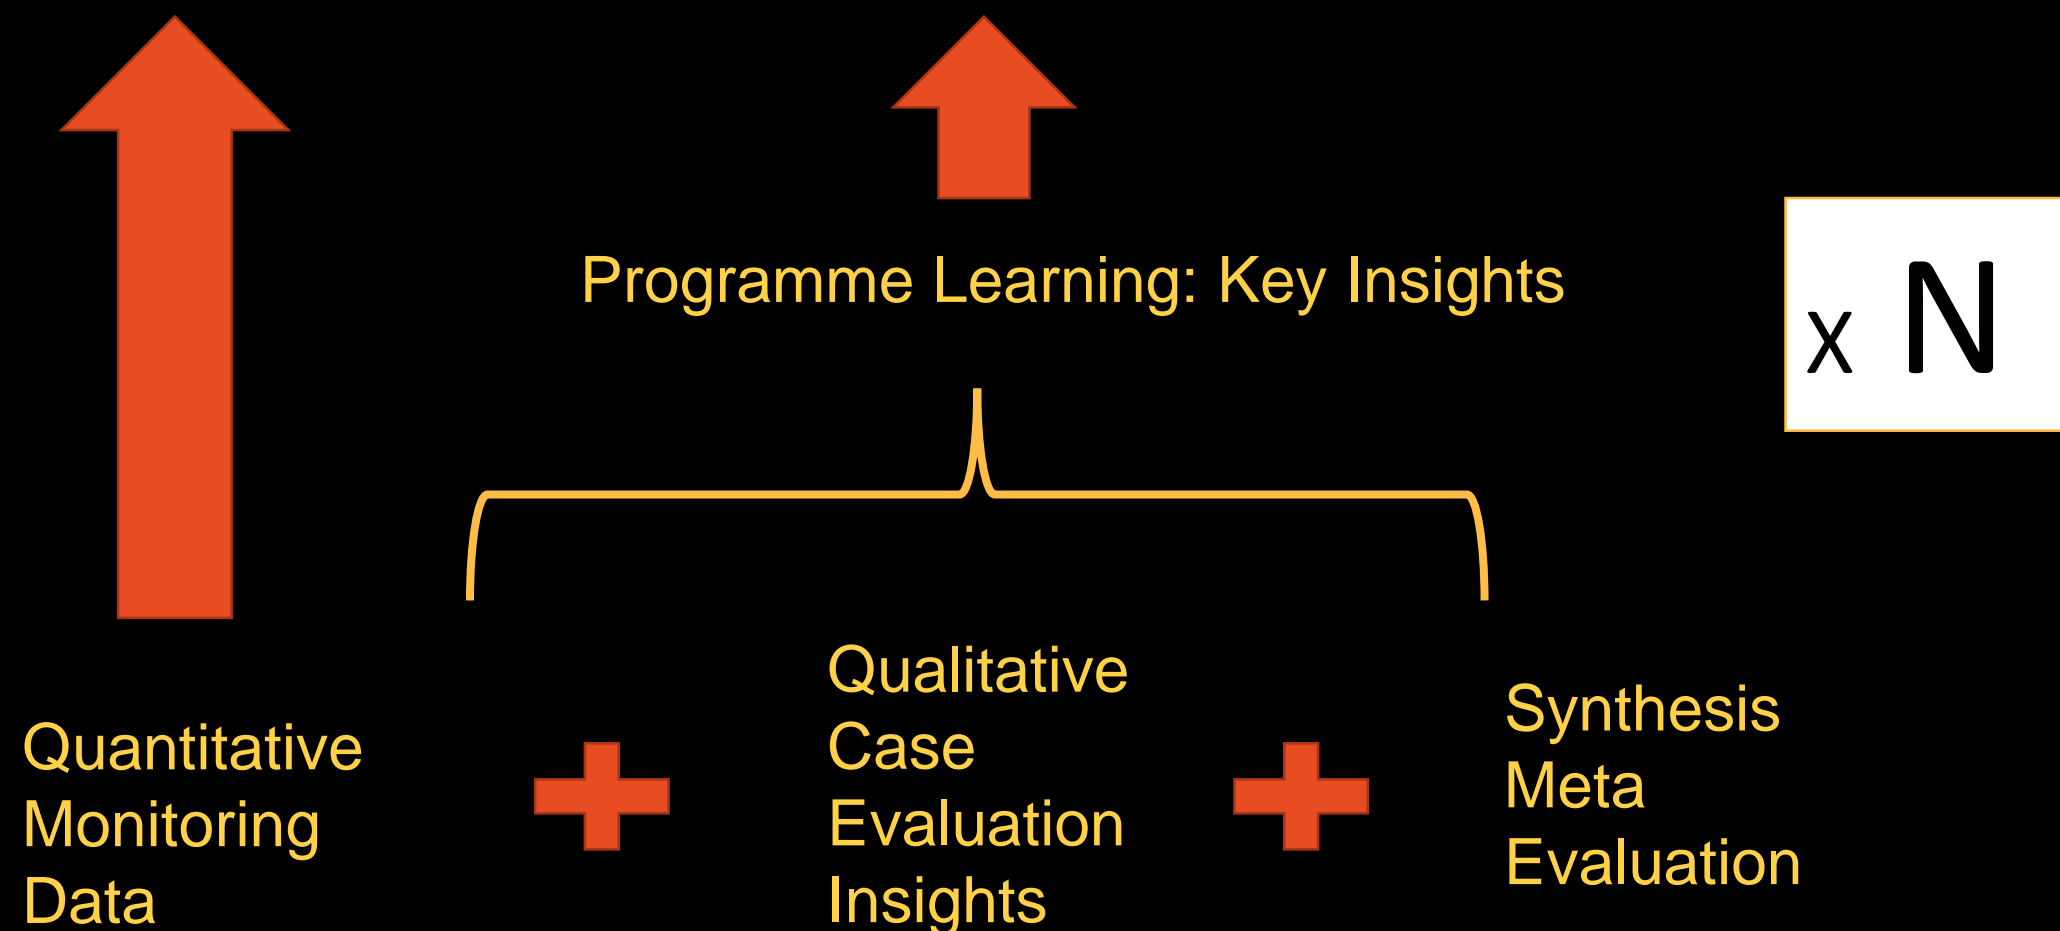 Programme Learning: Key Insights
x N
Quantitative
Monitoring
Data
Qualitative
Case
Evaluation
Insights
Synthesis
Meta
Evaluation